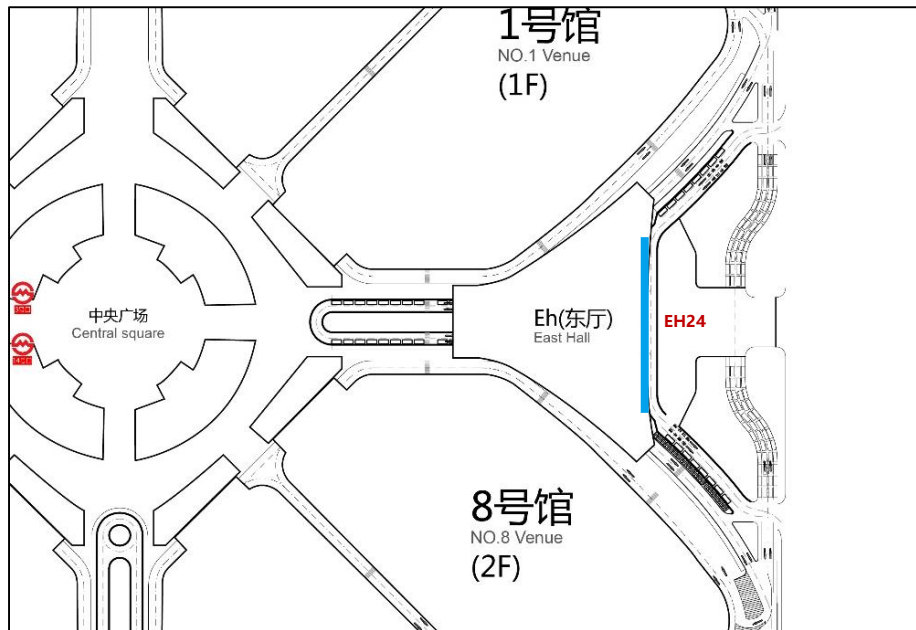 1号馆
NO.1 Venue
(1F)
中央广场
Central square
Eh(东厅)
East Hall
EH24
8号馆
NO.8 Venue
(2F)